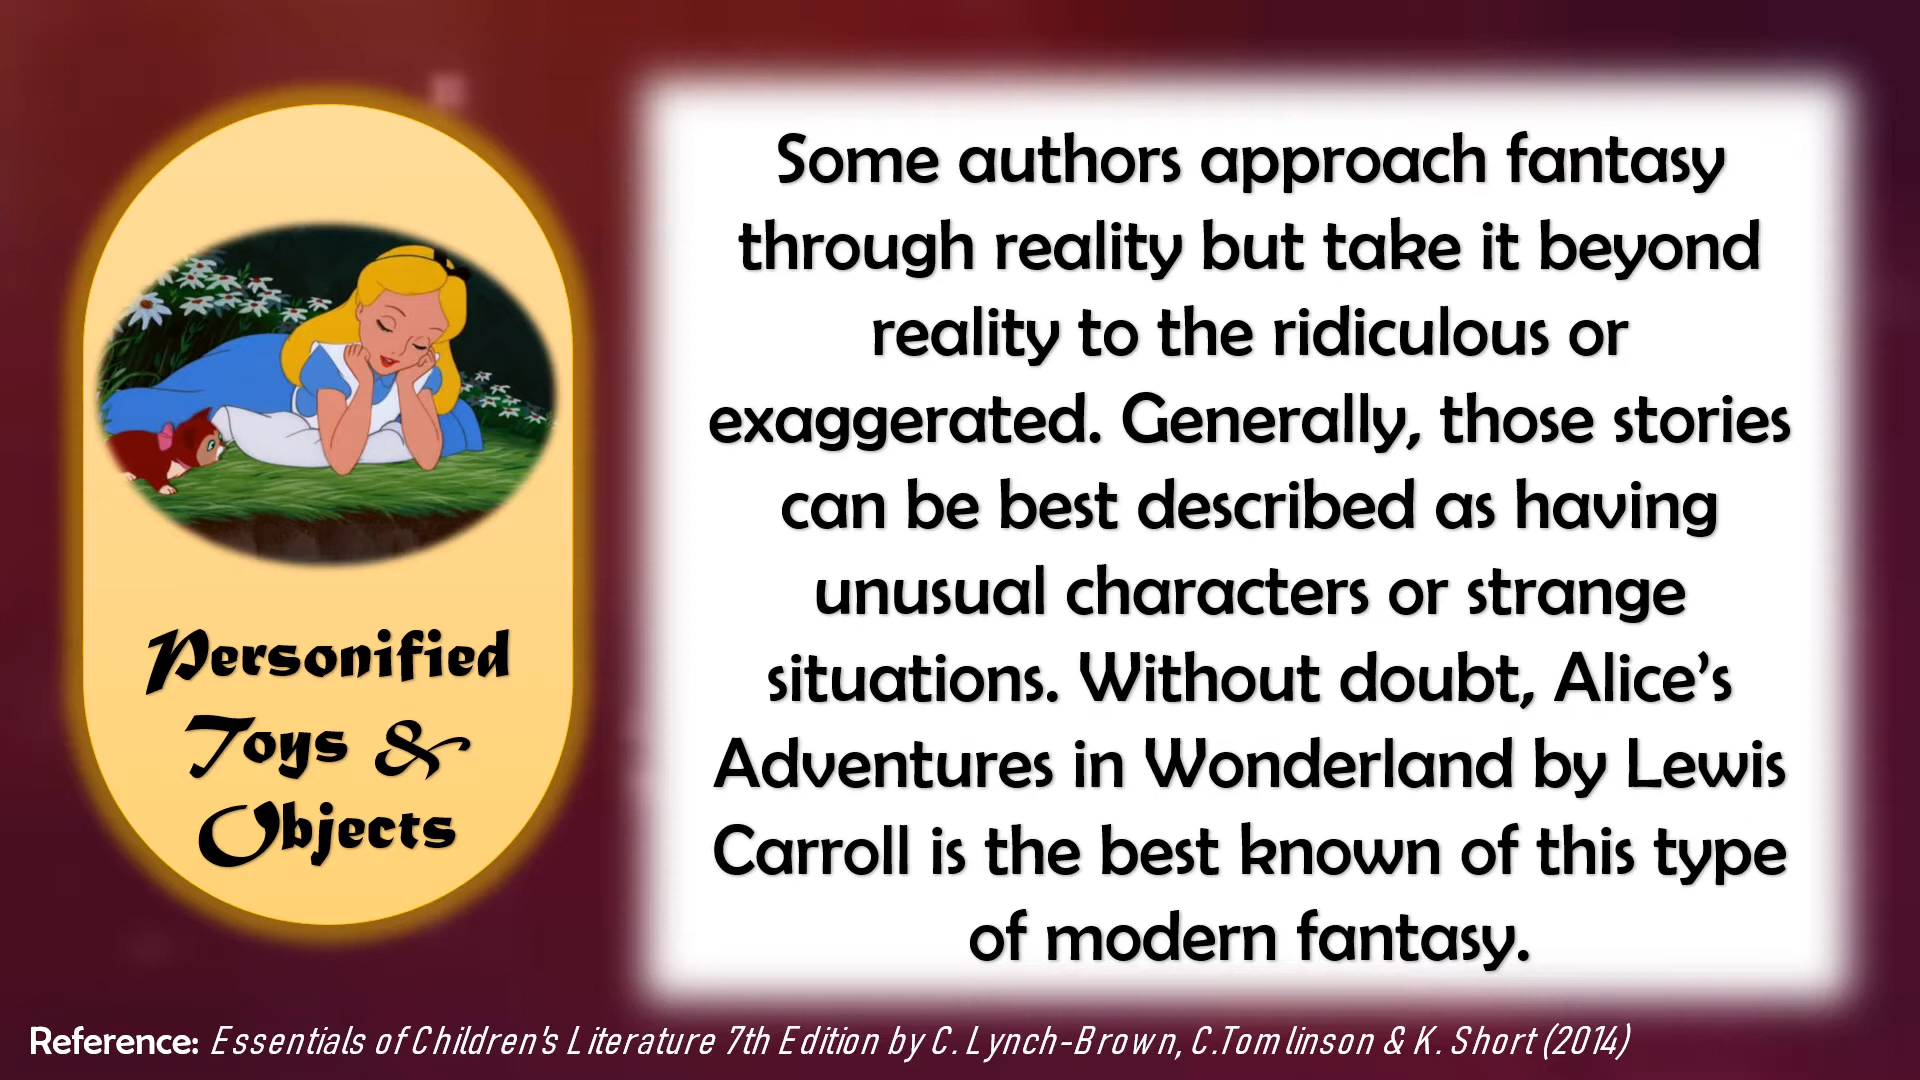 Personified
Toys &
Objects
Some authors approach fantasy
through reality but take it beyond
reality to the ridiculous or
exaggerated. Generally, those stories
can be best described as having
unusual characters or strange
situations. Without doubt, Alice’s
Adventures in Wonderland by Lewis
Carroll is the best known of this type
of modern fantasy.
Reference: Essentials of Children's Literature 7th Edition by C. Lynch-Brown, C.Tomlinson & K. Short (2014)